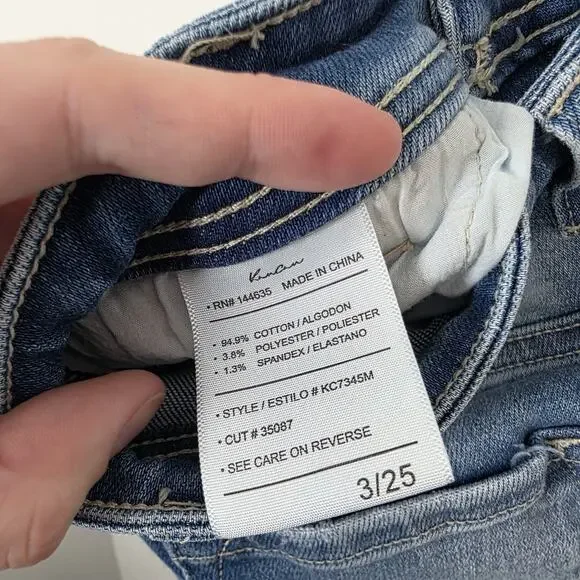 KanCan
• RN# 144635 MADE IN CHINA
• 94.9% COTTON / ALGODON
• 3.8% POLYESTER / POLIESTER
• 1.3% SPANDEX / ELASTANO
• STYLE / ESTILO # KC7345M
• CUT # 35087
• SEE CARE ON REVERSE
3/25